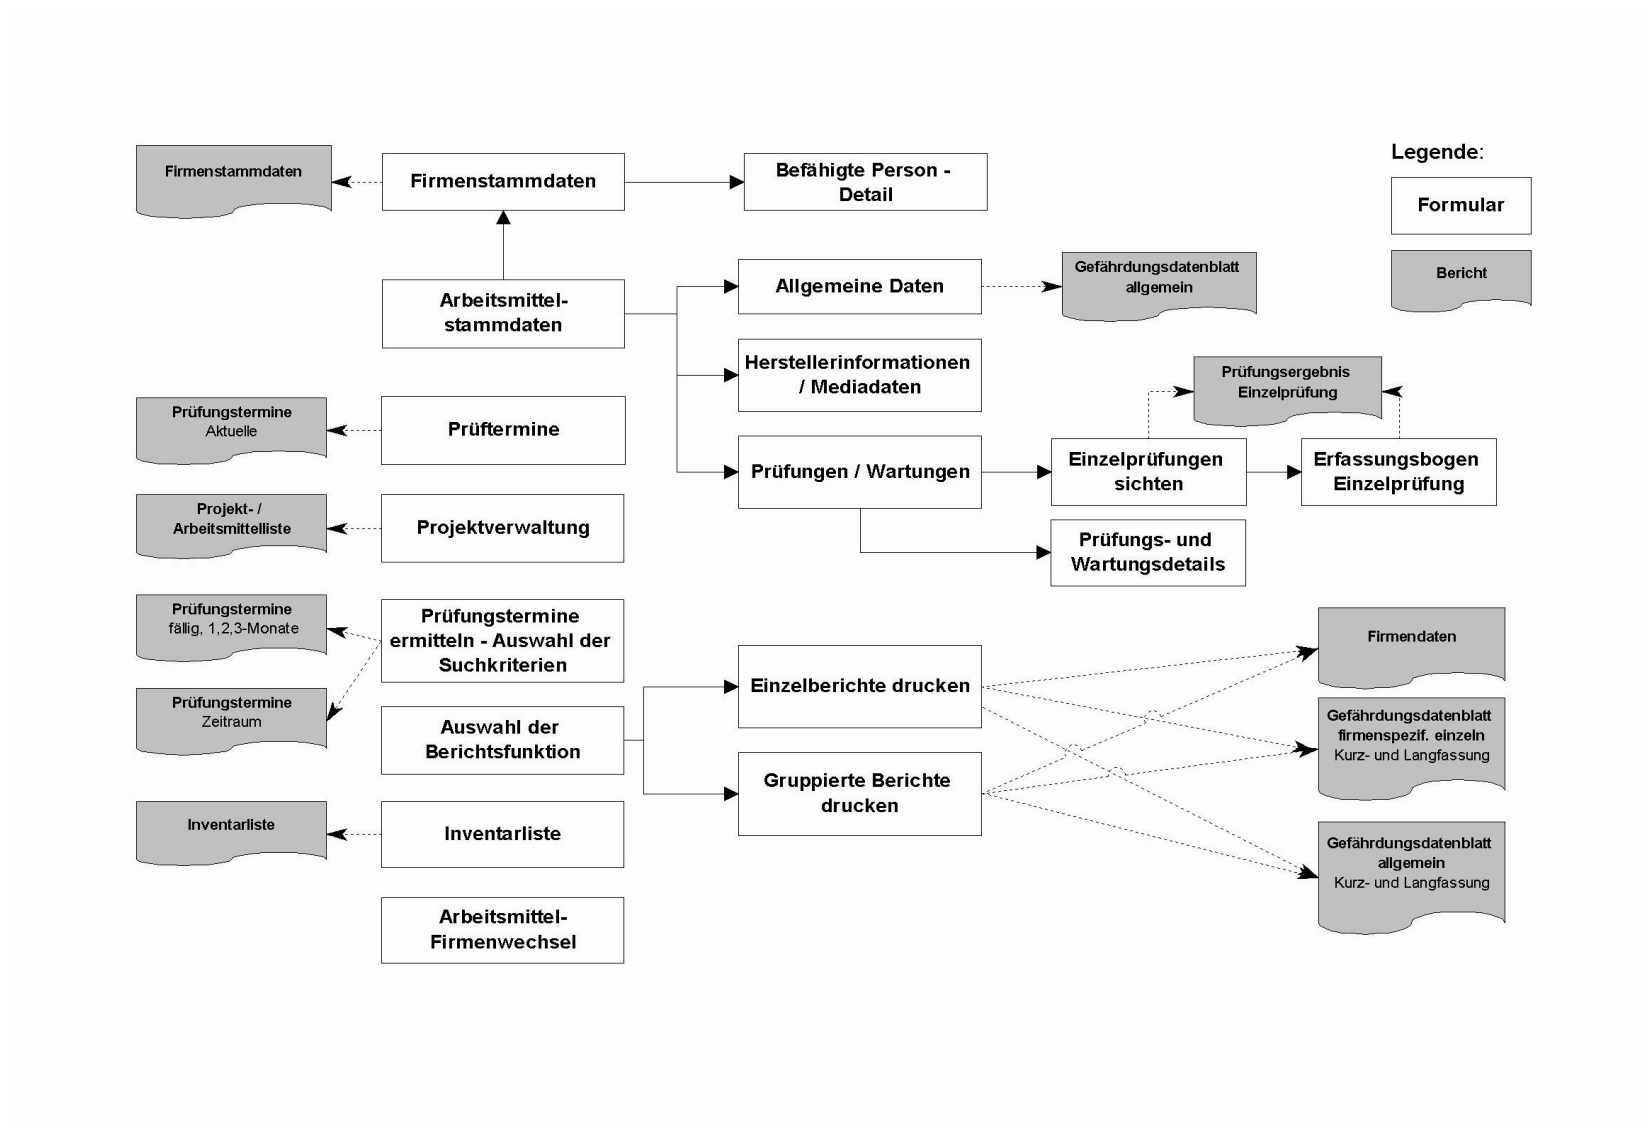 Legende:
Formular
Bericht
Firmenstammdaten
Firmenstammdaten
Befähigte Person -
Detail
Arbeitsmittel-
stammdaten
Allgemeine Daten
Gefährdungsdatenblatt
allgemein
Herstellerinformationen
/ Mediadaten
Prüfungsergebnis
Einzelprüfung
Prüfungstermine
Aktuelle
Prüftermine
Prüfungen / Wartungen
Einzelprüfungen
sichten
Erfassungsbogen
Einzelprüfung
Projekt- /
Arbeitsmittelliste
Projektverwaltung
Prüfungs- und
Wartungsdetails
Prüfungstermine
fällig, 1,2,3-Monate
Prüfungstermine
ermitteln - Auswahl der
Suchkriterien
Prüfungstermine
Zeitraum
Auswahl der
Berichtsfunktion
Einzelberichte drucken
Gruppierte Berichte
drucken
Firmendaten
Gefährdungsdatenblatt
firmenspezif. einzeln
Kurz- und Langfassung
Gefährdungsdatenblatt
allgemein
Kurz- und Langfassung
Inventarliste
Inventarliste
Arbeitsmittel-
Firmenwechsel